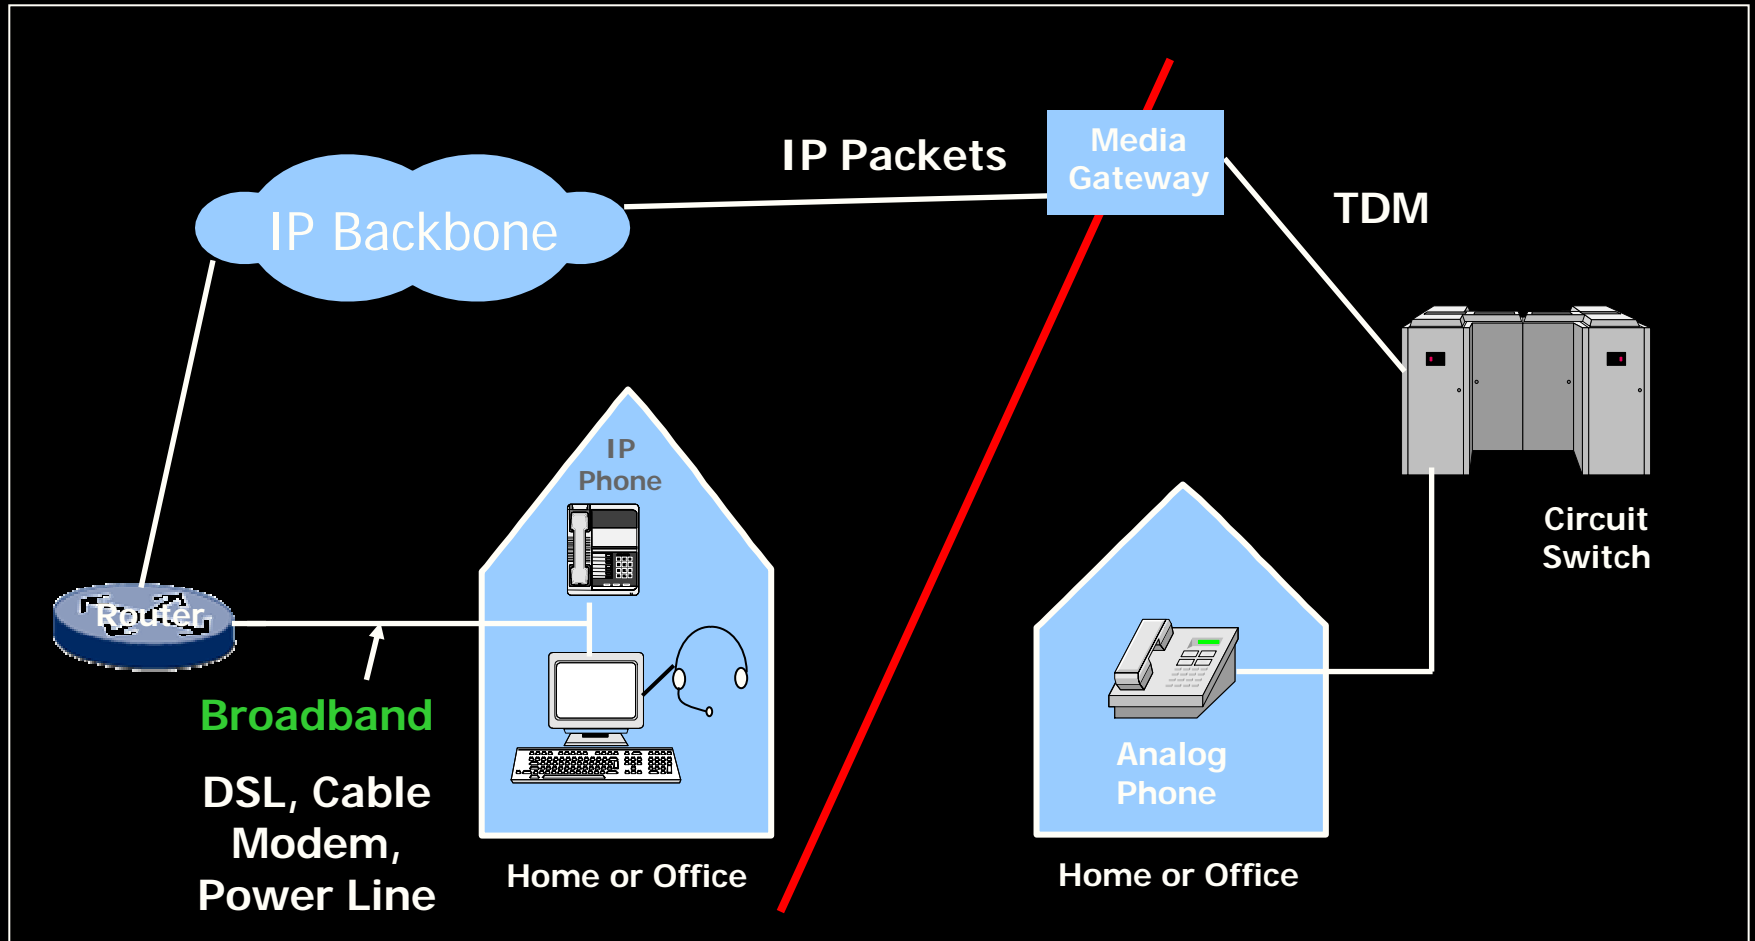 IP Packets
Media
Gateway
TDM
IP Backbone
IP
Phone
Circuit
Switch
Router
Broadband
DSL, Cable
Modem,
Power Line
Analog
Phone
Home or Office
Home or Office